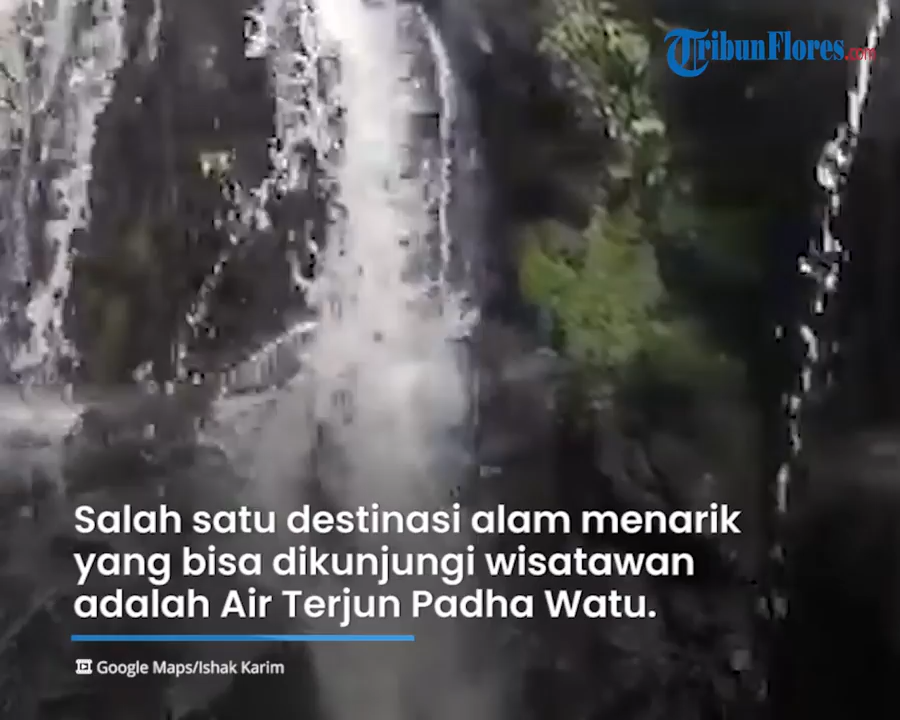 TribunFlores.com
Salah satu destinasi alam menarik
yang bisa dikunjungi wisatawan
adalah Air Terjun Padha Watu.
Google Maps/Ishak Karim